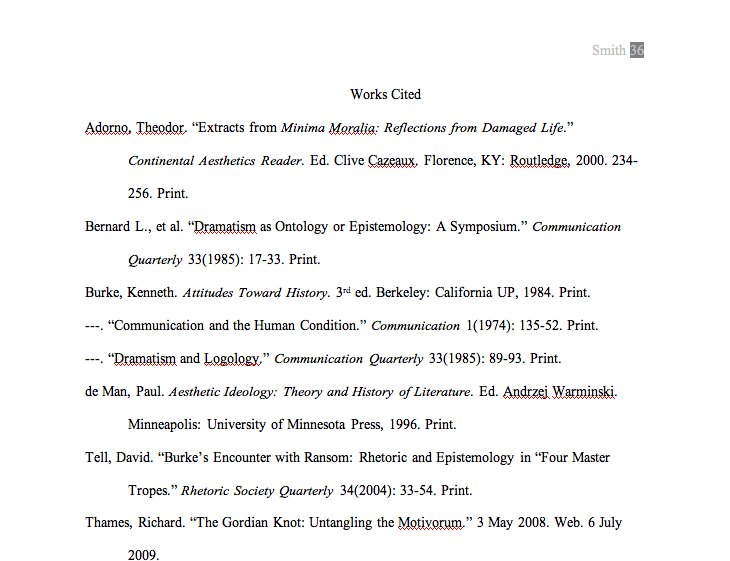 Smith 36
Works Cited
Adorno, Theodor. “Extracts from Minima Moralia: Reflections from Damaged Life.”
Continental Aesthetics Reader. Ed. Clive Cazeaux. Florence, KY: Routledge, 2000. 234-
256. Print.
Bernard L., et al. “Dramatism as Ontology or Epistemology: A Symposium.” Communication
Quarterly 33(1985): 17-33. Print.
Burke, Kenneth. Attitudes Toward History. 3rd ed. Berkeley: California UP, 1984. Print.
---. “Communication and the Human Condition.” Communication 1(1974): 135-52. Print.
---. “Dramatism and Logology.” Communication Quarterly 33(1985): 89-93. Print.
de Man, Paul. Aesthetic Ideology: Theory and History of Literature. Ed. Andrzej Warminski.
Minneapolis: University of Minnesota Press, 1996. Print.
Tell, David. “Burke’s Encounter with Ransom: Rhetoric and Epistemology in “Four Master
Tropes.” Rhetoric Society Quarterly 34(2004): 33-54. Print.
Thames, Richard. “The Gordian Knot: Untangling the Motivorum.” 3 May 2008. Web. 6 July
2009.